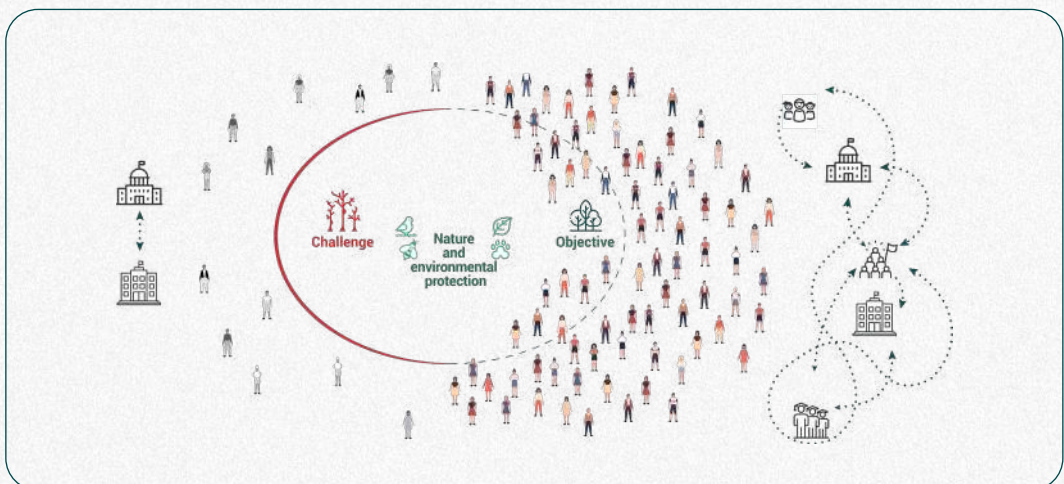 Challenge
Nature
and
environmental
protection
Objective